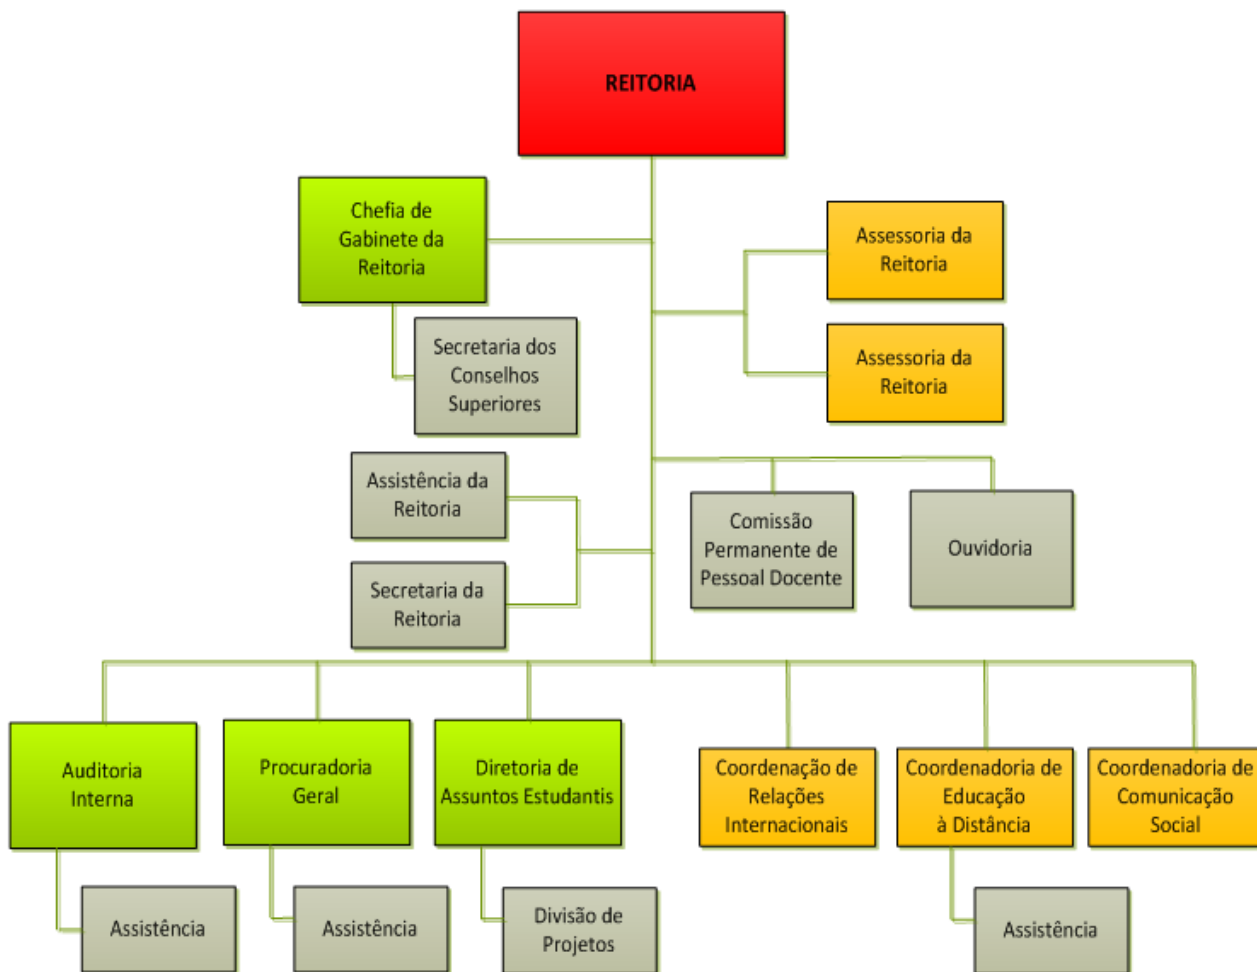 REITORIA
Chefia de
Gabinete da
Reitoria
Assessoria da
Reitoria
Secretaria dos
Conselhos
Superiores
Assessoria da
Reitoria
Assistência da
Reitoria
Comissão
Permanente de
Pessoal Docente
Ouvidoria
Secretaria da
Reitoria
Auditoria
Interna
Procuradoria
Geral
Diretoria de
Assuntos Estudantis
Coordenação de
Relações
Internacionais
Coordenadoria de
Educação
à Distância
Coordenadoria de
Comunicação
Social
Assistência
Assistência
Divisão de
Projetos
Assistência